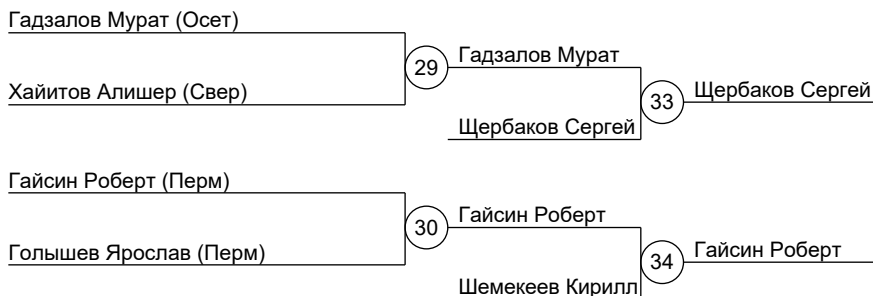 Гадзалов Мурат (Осет)
29
Гадзалов Мурат
Хайитов Алишер (Свер)
33
Щербаков Сергей
Щербаков Сергей
Гайсин Роберт (Перм)
30
Гайсин Роберт
Голышев Ярослав (Перм)
34
Гайсин Роберт
Шемекеев Кирилл